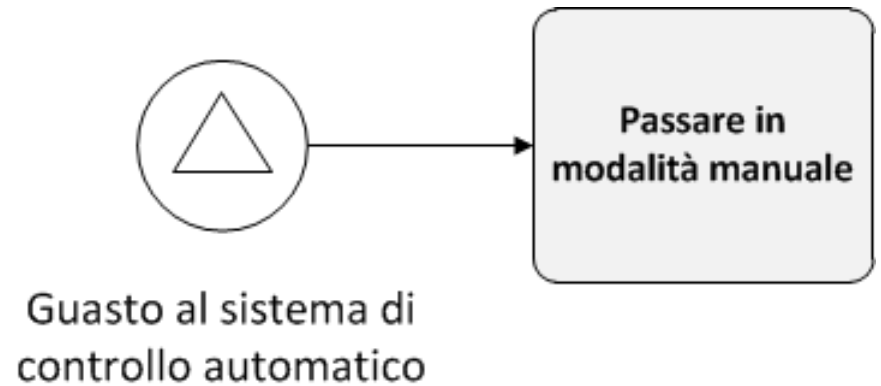 Passare in
modalità manuale
Guasto al sistema di
controllo automatico